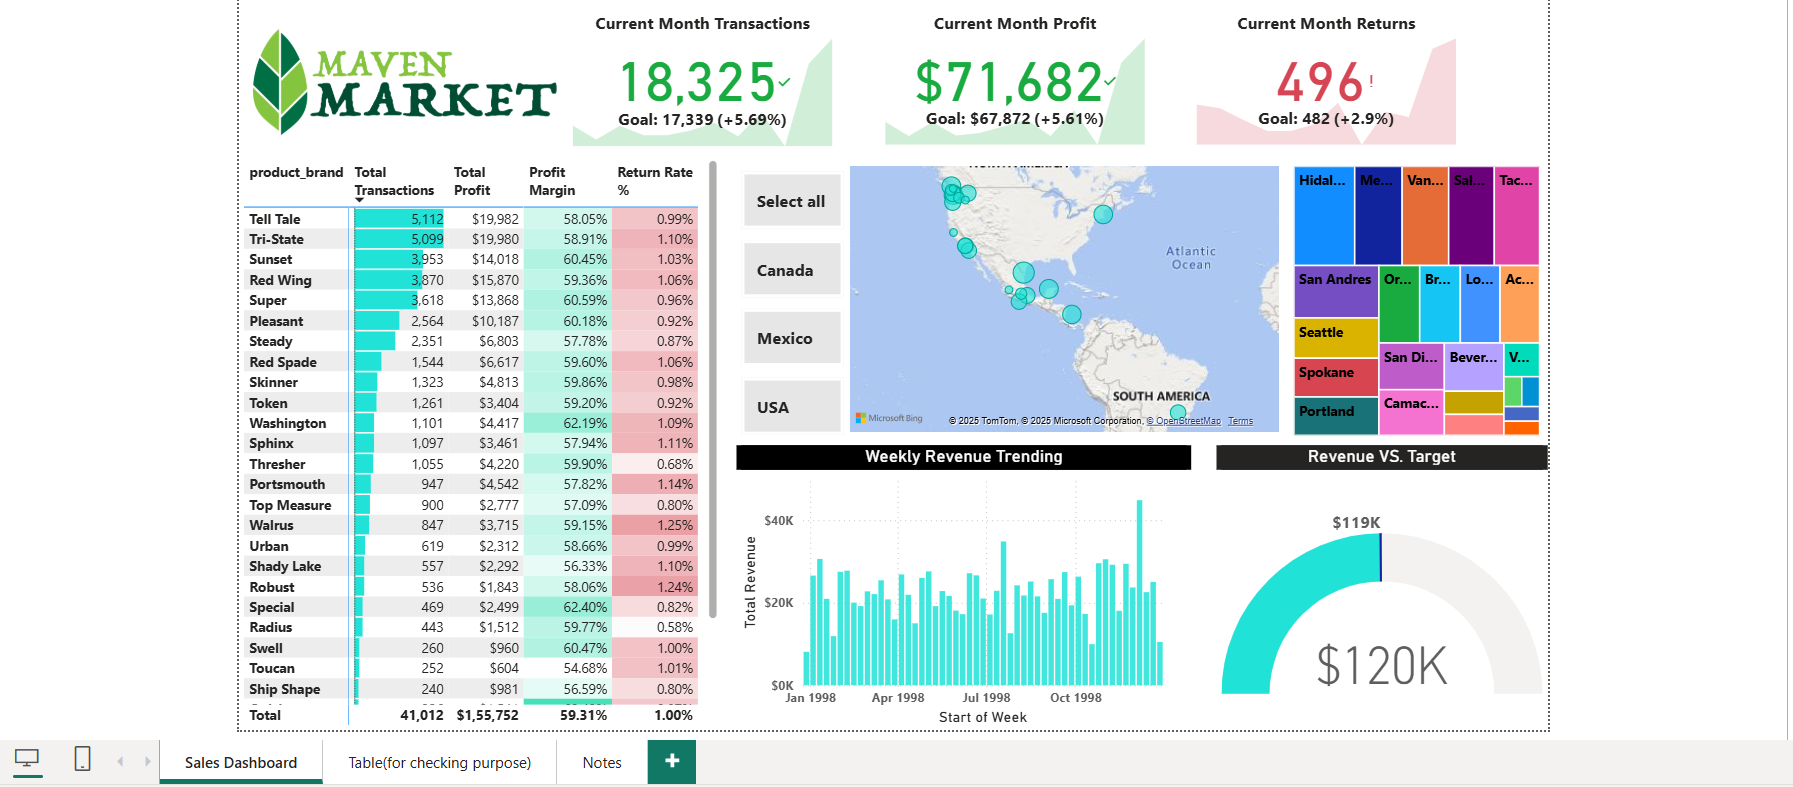 MAVEN
MARKET
Current Month Transactions
18,325
Goal: 17,339 (+5.69%)
Current Month Profit
$71,682
Goal: $67,872 (+5.61%)
Current Month Returns
496!
Goal: 482 (+2.9%)
product_brand Total Transactions Total Profit Profit Margin Return Rate %
Tell Tale 5,112 $19,982 58.05% 0.99%
Tri-State 5,099 $19,980 58.91% 1.10%
Sunset 3,953 $14,018 60.45% 1.03%
Red Wing 3,870 $15,870 59.36% 1.06%
Super 3,618 $13,868 60.59% 0.96%
Pleasant 2,564 $10,187 60.18% 0.92%
Steady 2,351 $6,803 57.78% 0.87%
Red Spade 1,544 $6,617 59.60% 1.06%
Skinner 1,323 $4,813 59.86% 0.98%
Token 1,261 $3,404 59.20% 0.92%
Washington 1,101 $4,417 62.19% 1.09%
Sphinx 1,097 $3,461 57.94% 1.11%
Thresher 1,055 $4,220 59.90% 0.68%
Portsmouth 947 $4,542 57.82% 1.14%
Top Measure 900 $2,777 57.09% 0.80%
Walrus 847 $3,715 59.15% 1.25%
Urban 619 $2,312 58.66% 0.99%
Shady Lake 557 $2,292 56.33% 1.10%
Robust 536 $1,843 58.06% 1.24%
Special 469 $2,499 62.40% 0.82%
Radius 443 $1,512 59.77% 0.58%
Swell 260 $960 60.47% 1.00%
Toucan 252 $604 54.68% 1.01%
Ship Shape 240 $981 56.59% 0.80%
Total 41,012 $1,55,752 59.31% 1.00%
Select all
Canada
Mexico
USA
Atlantic
Ocean
SOUTH AMERICA
Microsoft Bing
© 2025 TomTom, © 2025 Microsoft Corporation, © OpenStreetMap Terms
Hidal... Me... Van... Sal... Tac...
San Andres Or... Br... Lo... Ac...
Seattle
San Di... Bever... V...
Spokane
Camac...
Portland
Weekly Revenue Trending
Total Revenue
$40K
$20K
$0K
Jan 1998 Apr 1998 Jul 1998 Oct 1998
Start of Week
Revenue VS. Target
$119K
$120K
Sales Dashboard Table(for checking purpose) Notes +